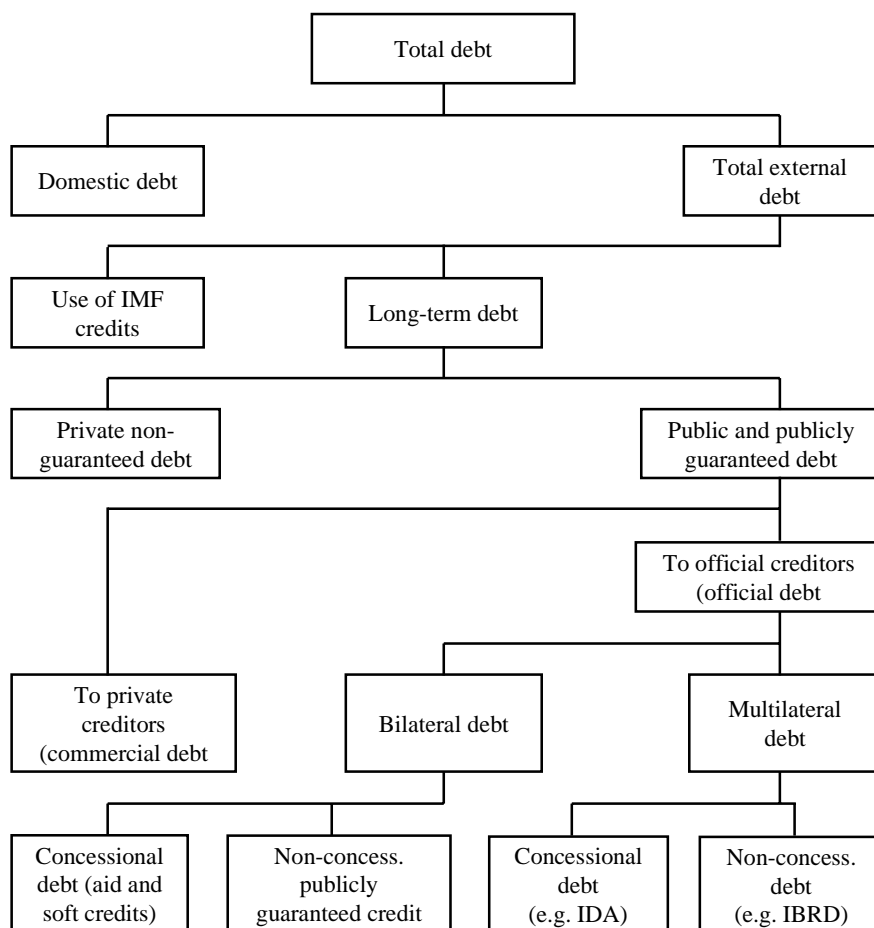 Total debt
Domestic debt
Total external
debt
Use of IMF
credits
Long-term debt
Private non-
guaranteed debt
Public and publicly
guaranteed debt
To official creditors
(official debt
To private
creditors
(commercial debt
Bilateral debt
Multilateral
debt
Concessional
debt (aid and
soft credits)
Non-concess.
publicly
guaranteed credit
Concessional
debt
(e.g. IDA)
Non-concess.
debt
(e.g. IBRD)